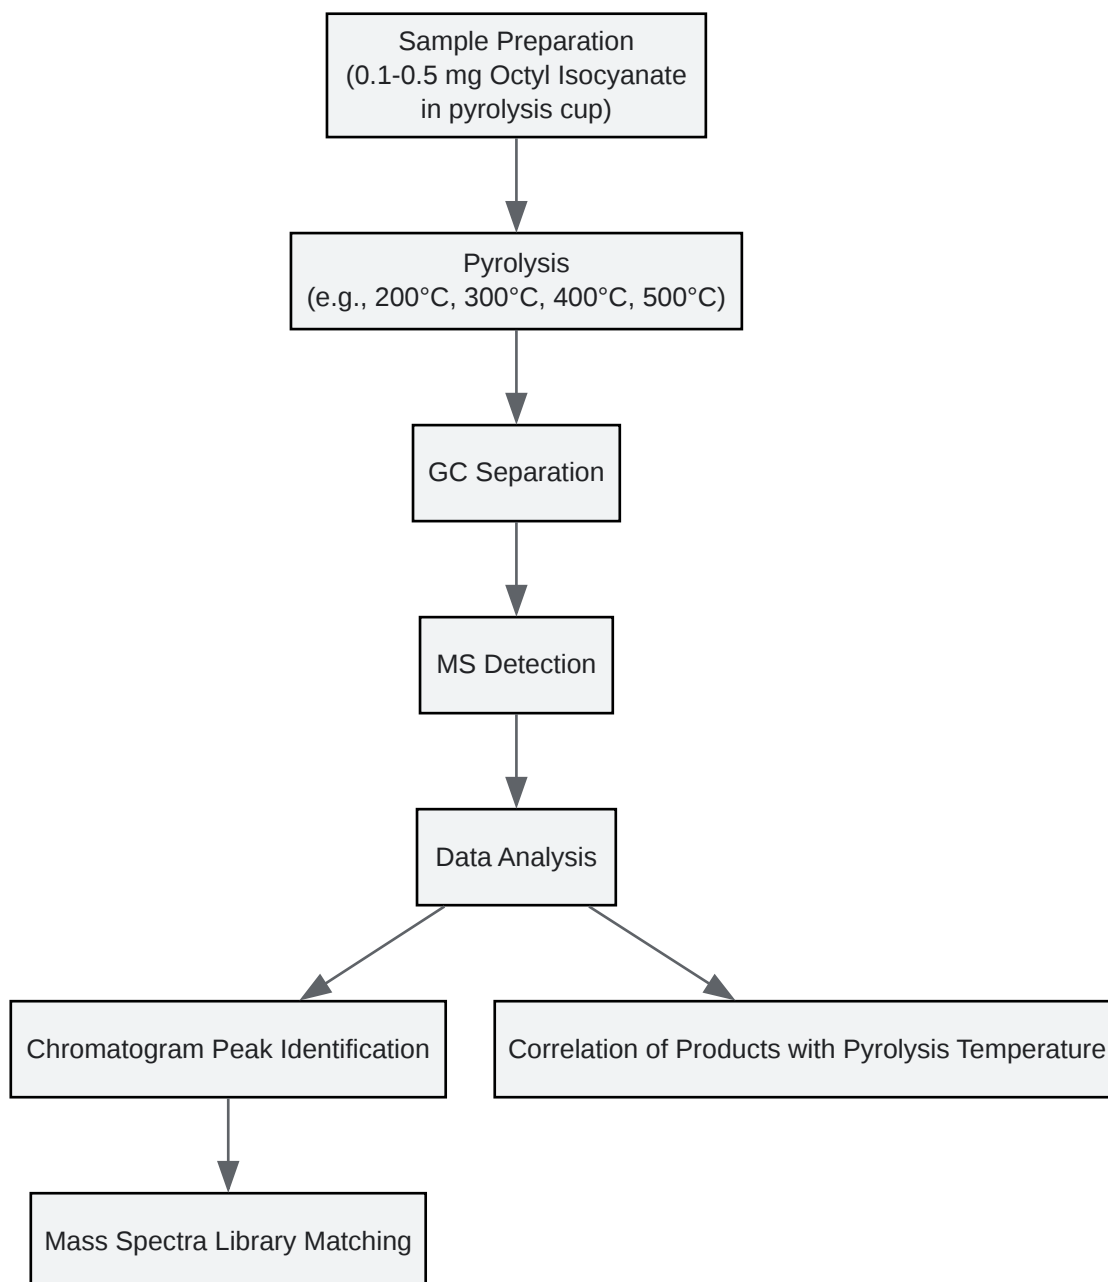 Sample Preparation
(0.1-0.5 mg Octyl Isocyanate
in pyrolysis cup)
Pyrolysis
(e.g., 200°C, 300°C, 400°C, 500°C)
GC Separation
MS Detection
Data Analysis
Chromatogram Peak Identification
Correlation of Products with Pyrolysis Temperature
Mass Spectra Library Matching